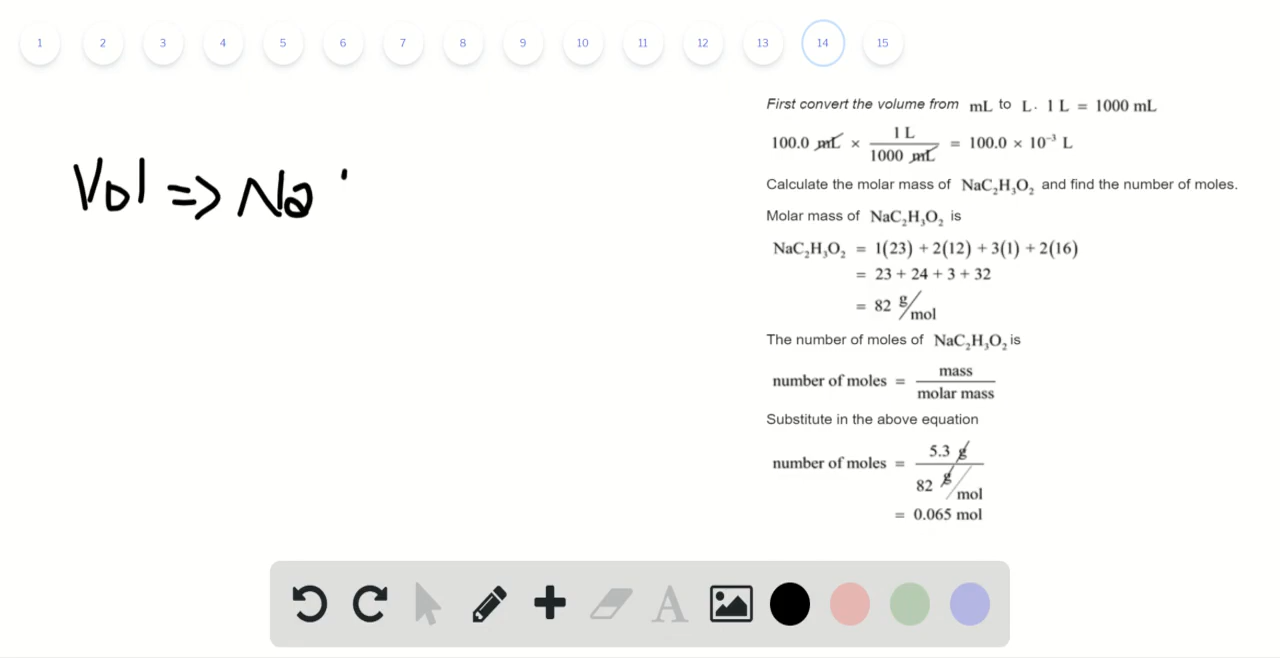 1 2 3 4 5 6 7 8 9 10 11 12 13 14 15
Vol => Na '
First convert the volume from mL to L. 1 L = 1000 mL
100.0 mL × 1 L / 1000 mL = 100.0 × 10⁻³ L
Calculate the molar mass of NaC₂H₃O₂ and find the number of moles.
Molar mass of NaC₂H₃O₂ is
NaC₂H₃O₂ = 1(23) + 2(12) + 3(1) + 2(16)
= 23 + 24 + 3 + 32
= 82 g/mol
The number of moles of NaC₂H₃O₂ is
number of moles = mass / molar mass
Substitute in the above equation
number of moles = 5.3 g / 82 g/mol
= 0.065 mol
A